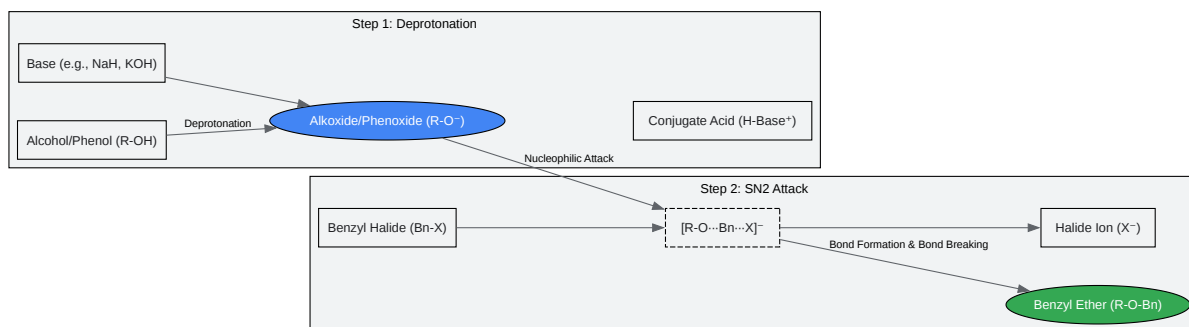 Step 1: Deprotonation
Base (e.g., NaH, KOH)
Alcohol/Phenol (R-OH)
Deprotonation
Alkoxide/Phenoxide (R-O⁻)
Conjugate Acid (H-Base⁺)
Nucleophilic Attack
Step 2: SN2 Attack
Benzyl Halide (Bn-X)
[R-O···Bn···X]⁻
Halide Ion (X⁻)
Bond Formation & Bond Breaking
Benzyl Ether (R-O-Bn)